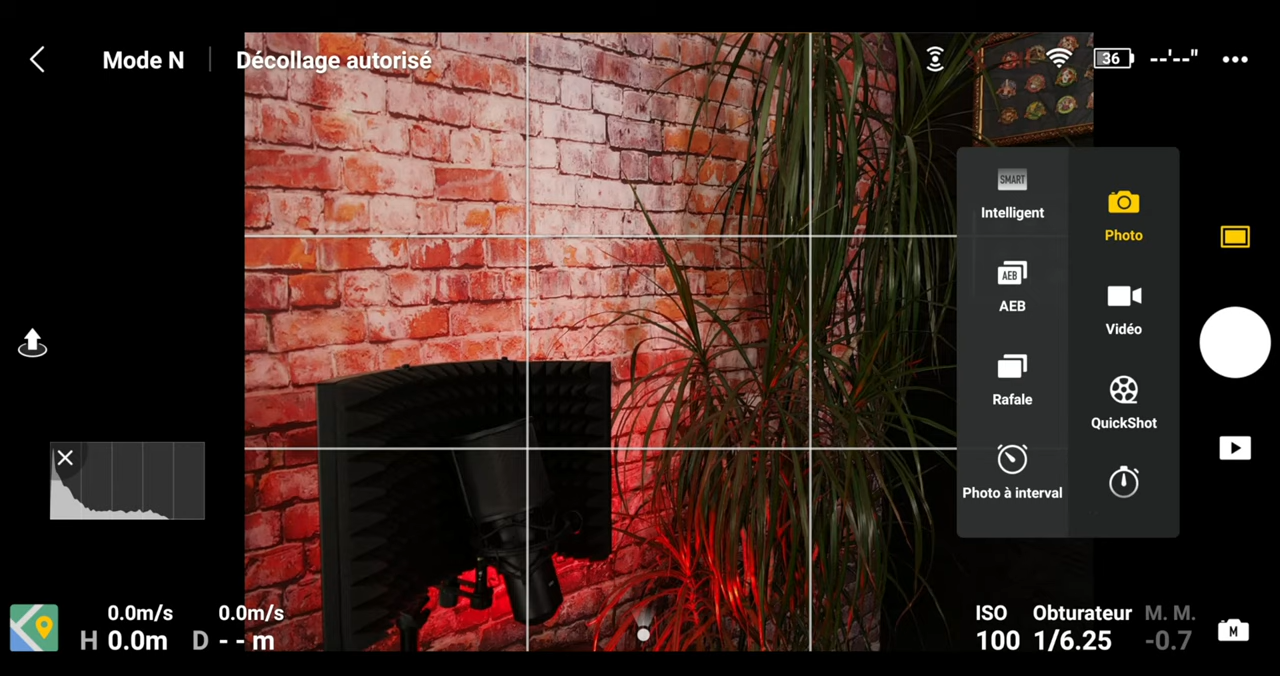 Mode N
Décollage autorisé
36
--'--"
SMART
Intelligent
Photo
AEB
AEB
Vidéo
Rafale
QuickShot
Photo à interval
0.0m/s
0.0m/s
H 0.0m
D -- m
ISO
Obturateur
M. M.
100
1/6.25
-0.7
M